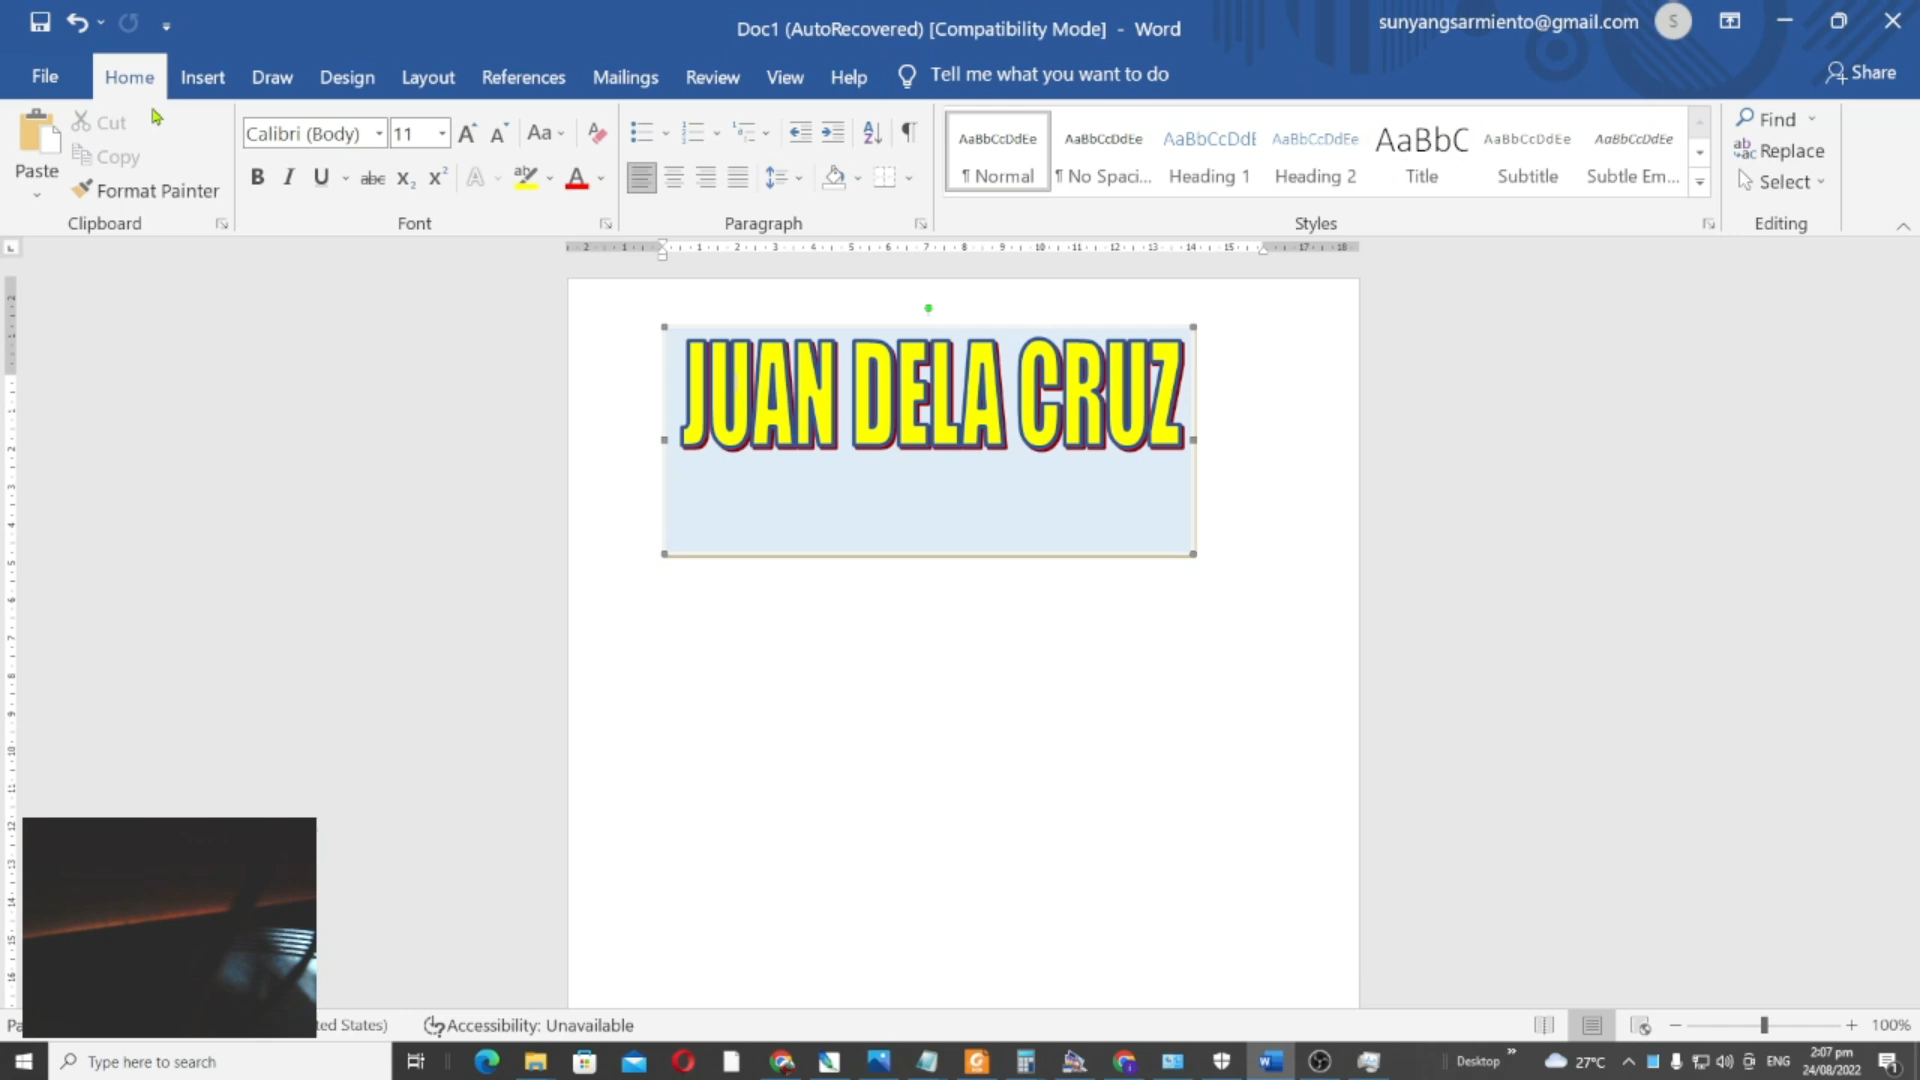 Doc1 (AutoRecovered) [Compatibility Mode] - Word
sunyangsarmiento@gmail.com
S
File
Home
Insert
Draw
Design
Layout
References
Mailings
Review
View
Help
Tell me what you want to do
Share
Paste
Cut
Copy
Format Painter
Clipboard
Calibri (Body)
11
Font
Paragraph
AaBbCcDdEe
¶ Normal
AaBbCcDdEe
¶ No Spaci...
AaBbCcDdE
Heading 1
AaBbCcDdEe
Heading 2
AaBbC
Title
AaBbCcDdEe
Subtitle
AaBbCcDdEe
Subtle Em...
Styles
Find
Replace
Select
Editing
JUAN DELA CRUZ
ted States)
Accessibility: Unavailable
100%
Type here to search
Desktop
27°C
ENG
2:07 pm
24/08/2022